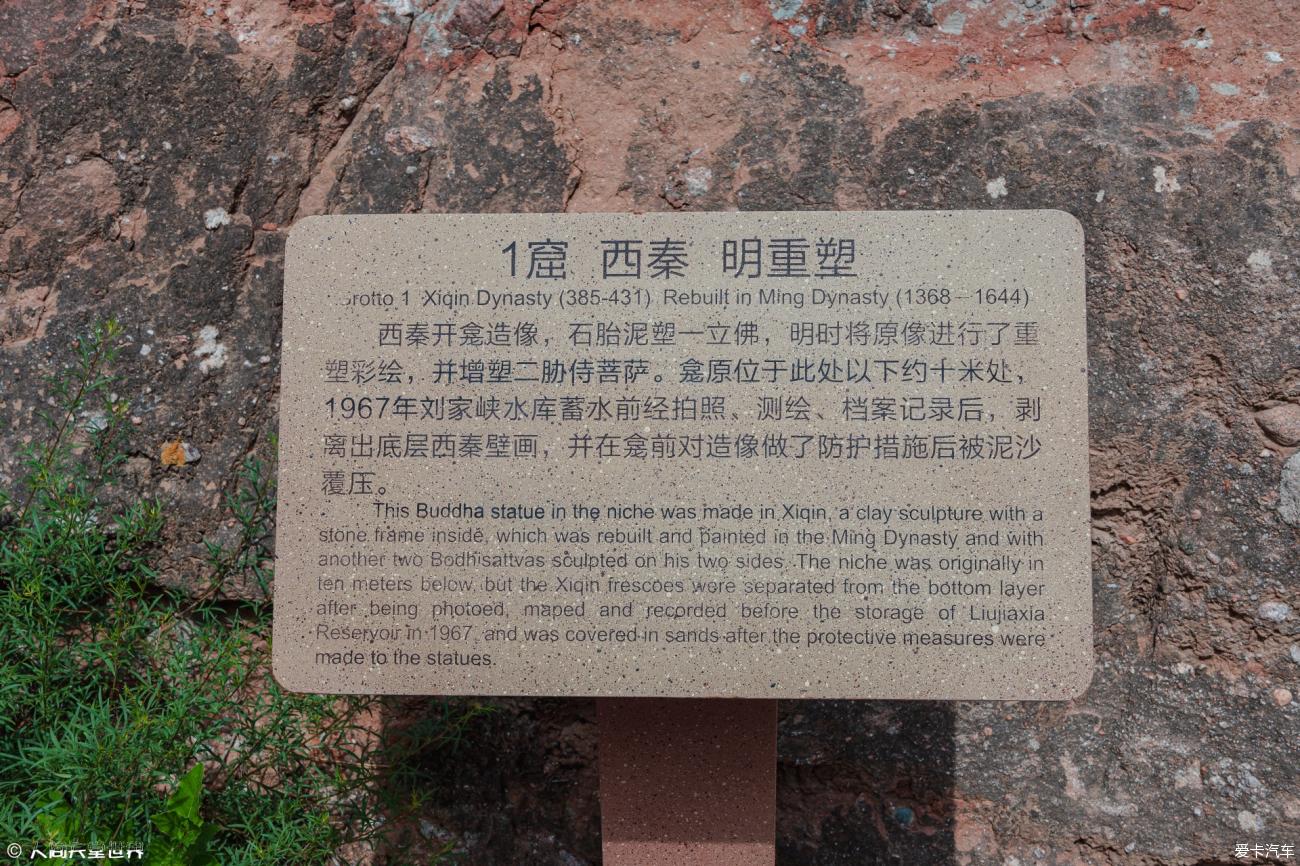 1窟 西秦 明重塑
rotto 1 Xiqin Dynasty (385-431) Rebuilt in Ming Dynasty (1368－1644)
西秦开龛造像，石胎泥塑一立佛，明时将原像进行了重
塑彩绘，并增塑二胁侍菩萨。龛原位于此处以下约十米处，
1967年刘家峡水库蓄水前经拍照、测绘、档案记录后，剥
离出底层西秦壁画，并在龛前对造像做了防护措施后被泥沙
覆压。
This Buddha statue in the niche was made in Xiqin, a clay sculpture with a
stone frame inside, which was rebuilt and painted in the Ming Dynasty and with
another two Bodhisattvas sculpted on his two sides. The niche was originally in
ten meters below, but the Xiqin frescoes were separated from the bottom layer
after being photoed, maped and recorded before the storage of Liujiaxia
Reservoir in 1967, and was covered in sands after the protective measures were
made to the statues.
爱卡汽车